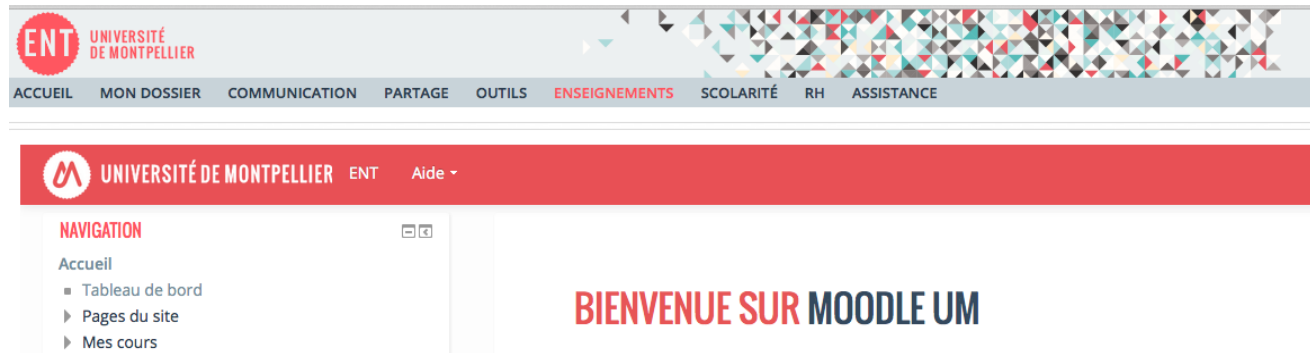 ENT UNIVERSITÉ
DE MONTPELLIER
ACCUEIL MON DOSSIER COMMUNICATION PARTAGE OUTILS ENSEIGNEMENTS SCOLARITÉ RH ASSISTANCE
UNIVERSITÉ DE MONTPELLIER ENT Aide
NAVIGATION
Accueil
Tableau de bord
Pages du site
Mes cours
BIENVENUE SUR MOODLE UM